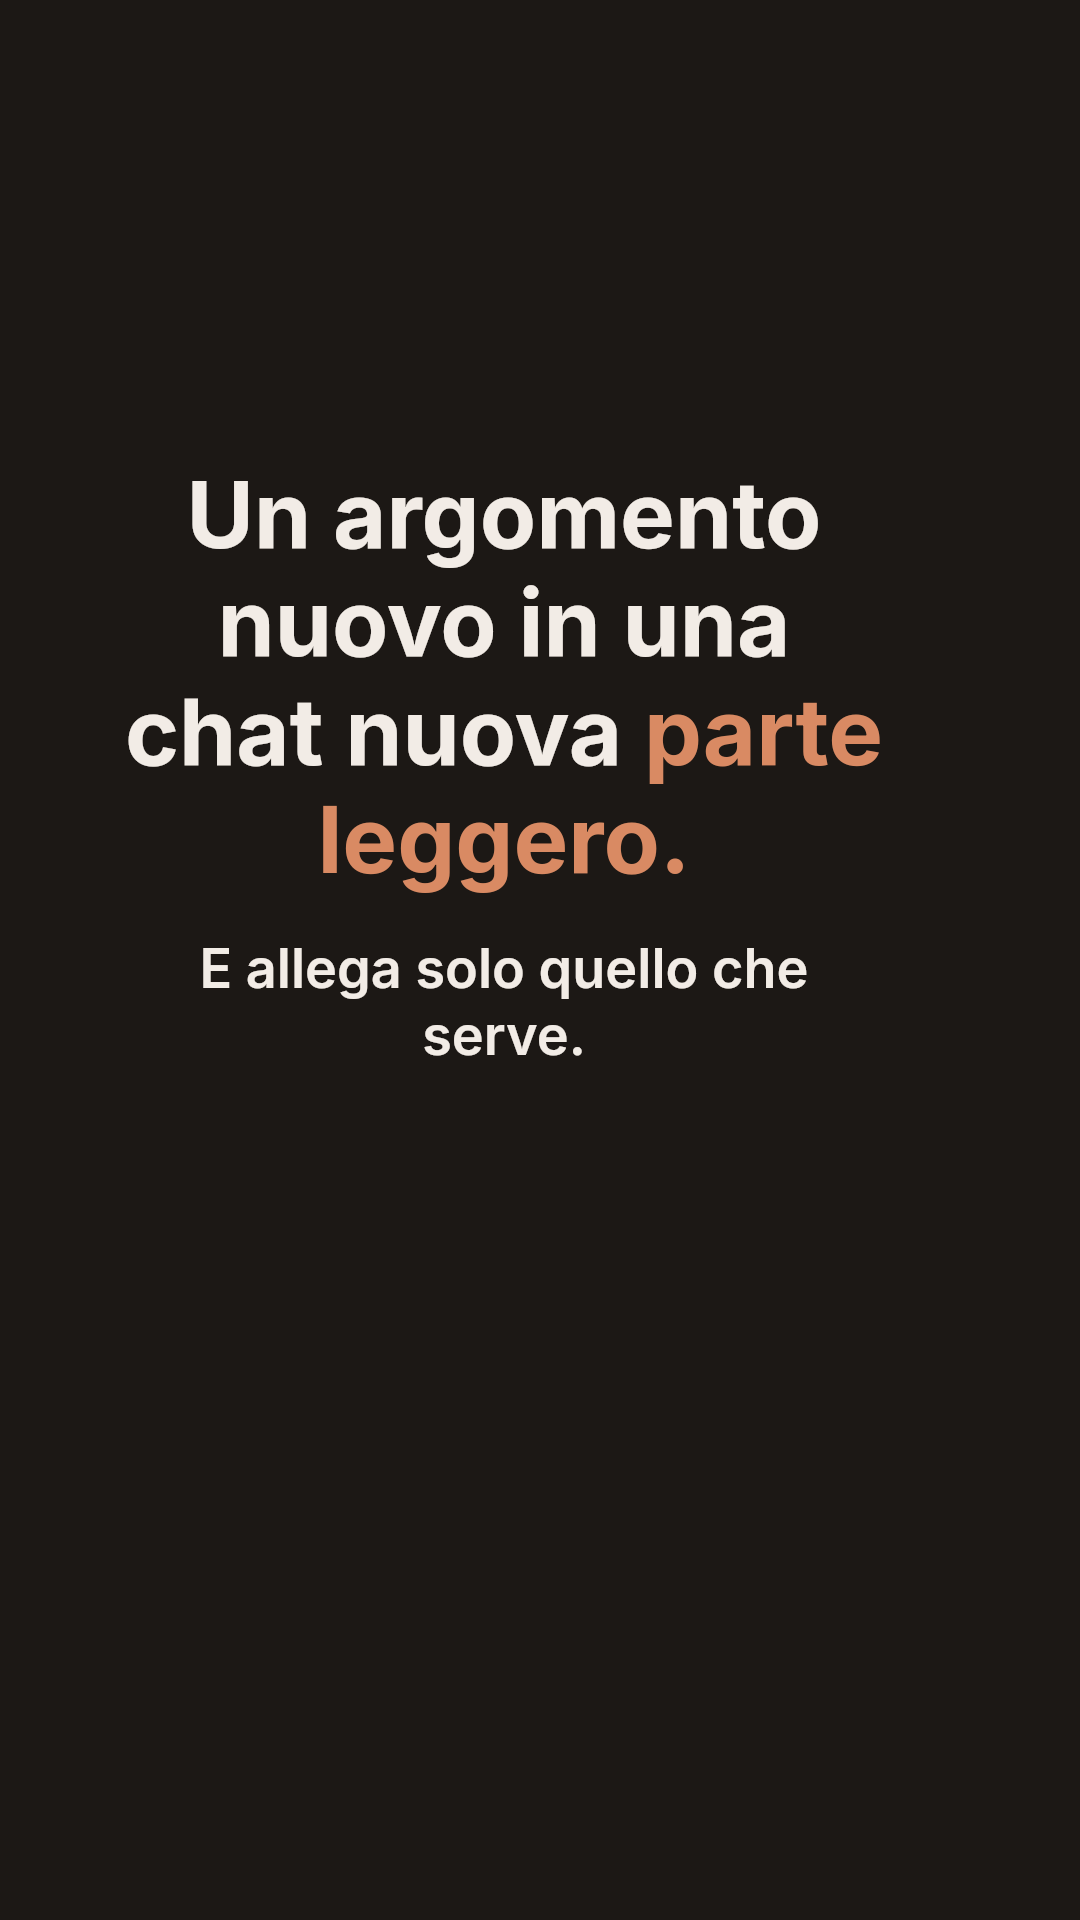 Un argomento
nuovo in una
chat nuova parte
leggero.
E allega solo quello che
serve.